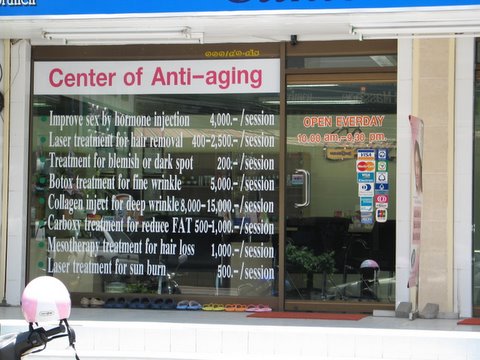 Center of Anti-aging
Improve sex by hormone injection 4,000.-/session
Laser treatment for hair removal 400-2,500.-/session
Treatment for blemish or dark spot 200.-/session
Botox treatment for fine wrinkle 5,000.-/session
Collagen inject for deep wrinkle 8,000-15,000.-/session
Carboxy treatment for reduce FAT 500-1,000.-/session
Mesotherapy treatment for hair loss 1,000.-/session
Laser treatment for sun burn 500.-/session
OPEN EVERDAY
10.00 am.-9.30 pm.
VISA